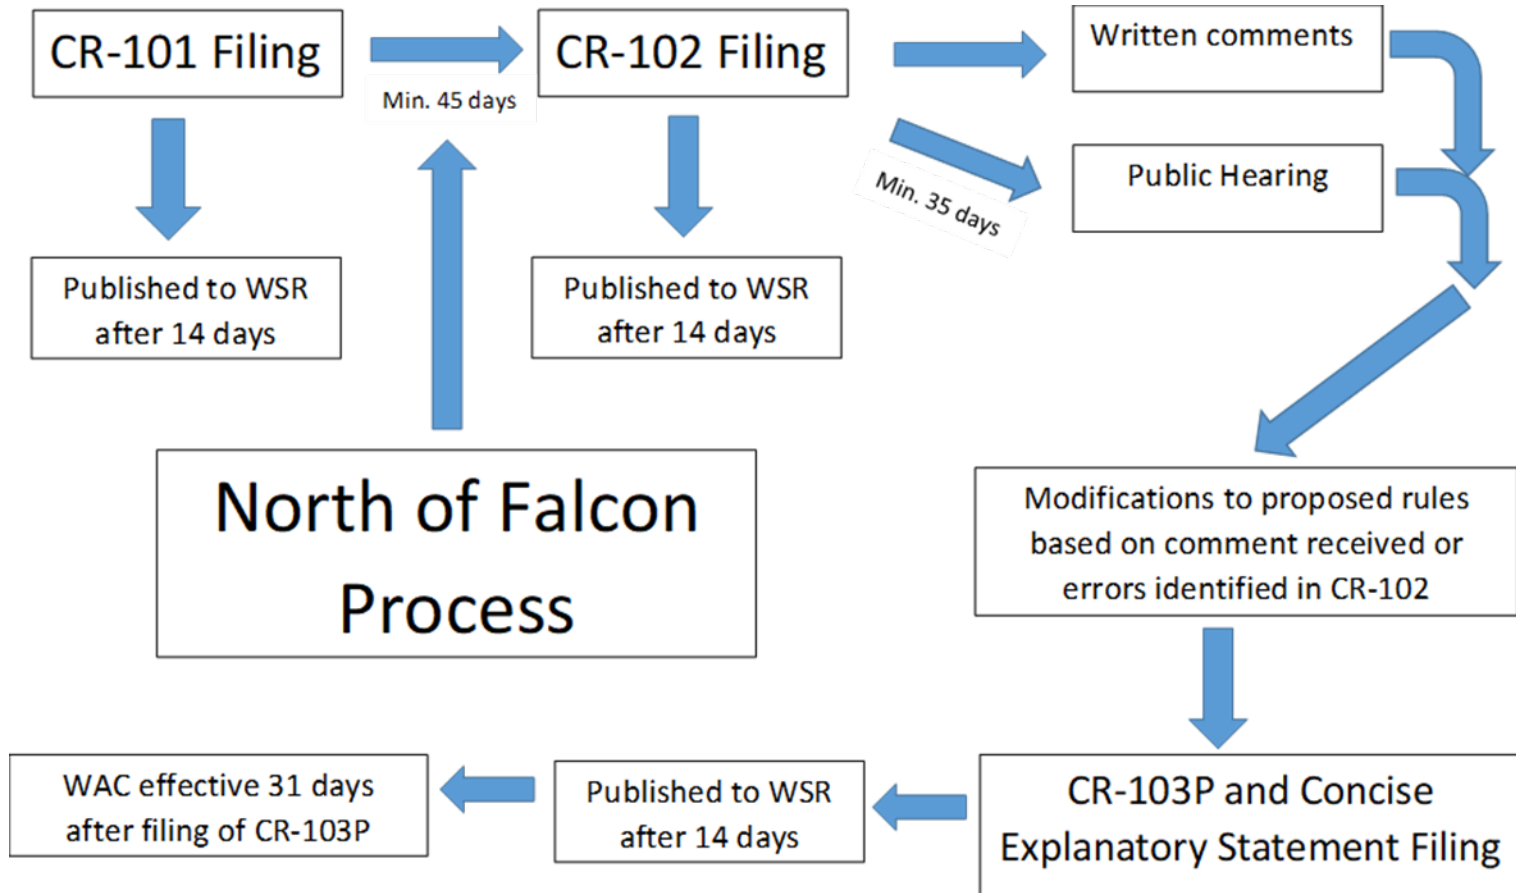 CR-101 Filing
Min. 45 days
CR-102 Filing
Written comments
Min. 35 days
Public Hearing
Published to WSR
after 14 days
Published to WSR
after 14 days
North of Falcon
Process
Modifications to proposed rules
based on comment received or
errors identified in CR-102
CR-103P and Concise
Explanatory Statement Filing
Published to WSR
after 14 days
WAC effective 31 days
after filing of CR-103P